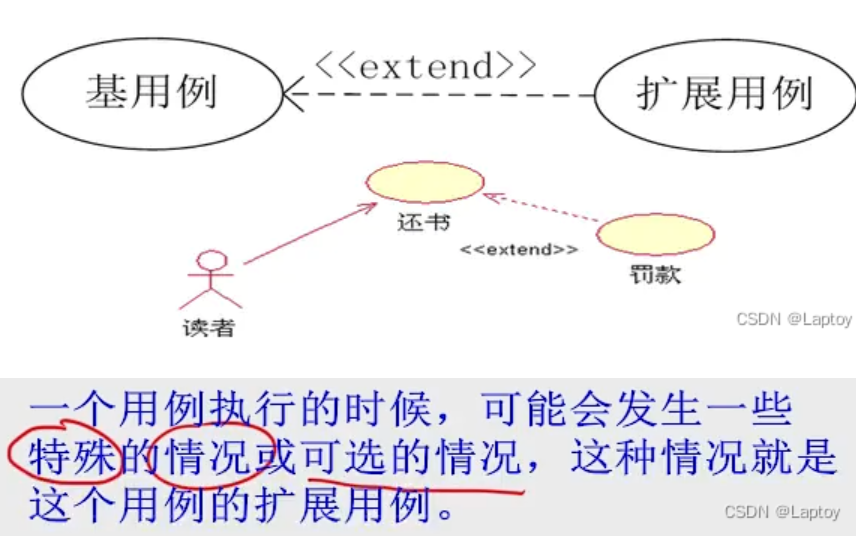 <<extend>>
基用例
扩展用例
还书
<<extend>>
罚款
读者
CSDN @Laptoy
一个用例执行的时候，可能会发生一些
特殊的情况或可选的情况，这种情况就是
这个用例的扩展用例。
CSDN @Laptoy